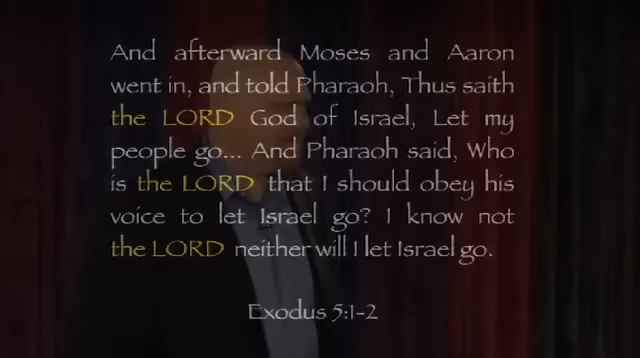 And afterward Moses and Aaron
went in, and told Pharaoh, Thus saith
the LORD God of Israel, Let my
people go... And Pharaoh said, Who
is the LORD that I should obey his
voice to let Israel go? I know not
the LORD neither will I let Israel go.
Exodus 5:1-2